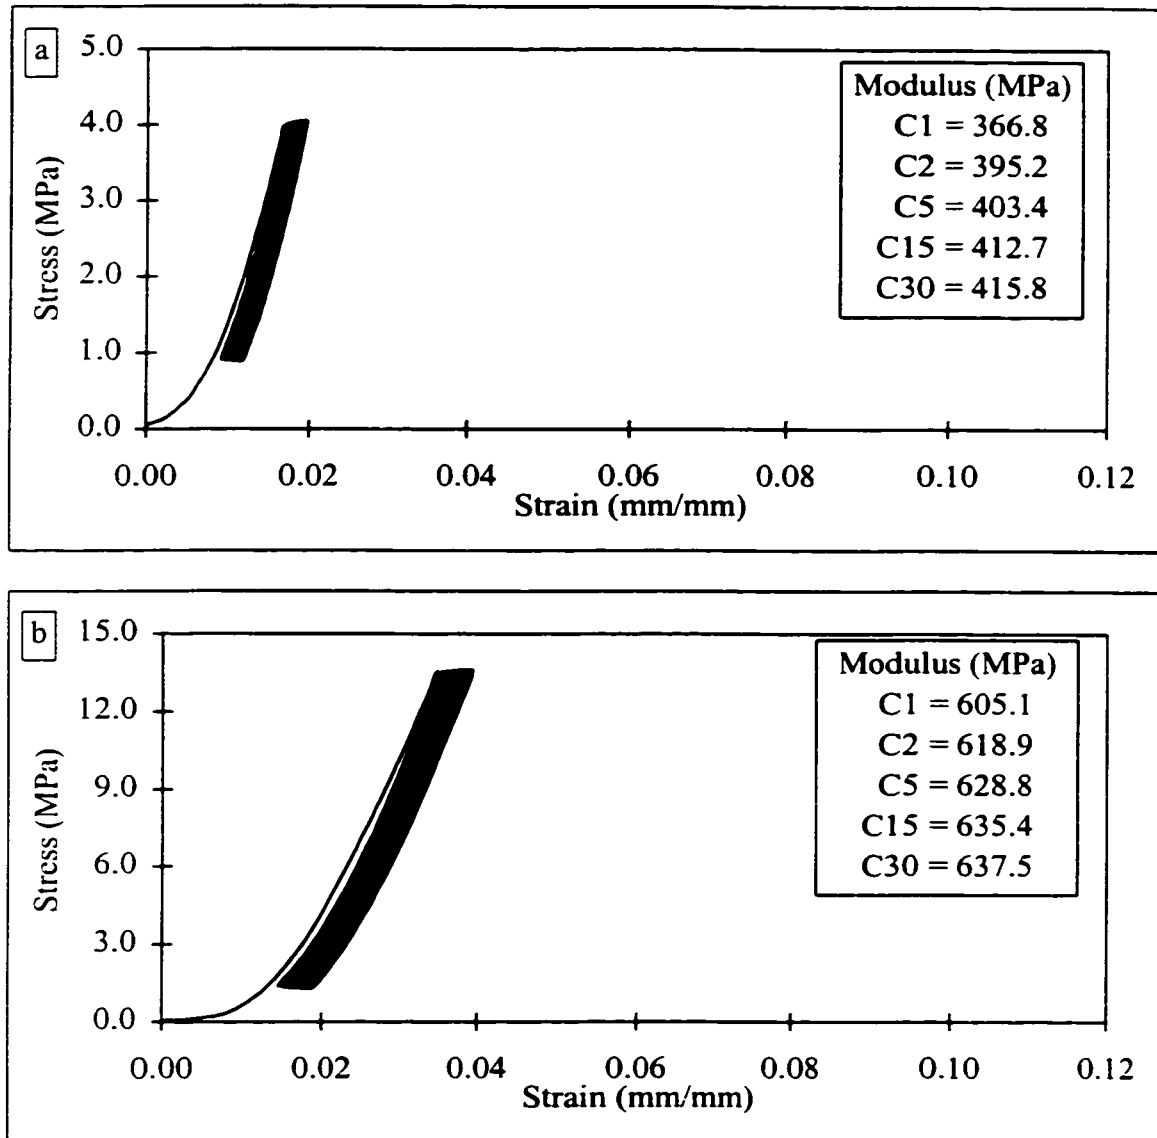 a
5.0
4.0
3.0
2.0
1.0
0.0
Stress (MPa)
Modulus (MPa)
C1 = 366.8
C2 = 395.2
C5 = 403.4
C15 = 412.7
C30 = 415.8
0.00 0.02 0.04 0.06 0.08 0.10 0.12
Strain (mm/mm)
b
15.0
12.0
9.0
6.0
3.0
0.0
Stress (MPa)
Modulus (MPa)
C1 = 605.1
C2 = 618.9
C5 = 628.8
C15 = 635.4
C30 = 637.5
0.00 0.02 0.04 0.06 0.08 0.10 0.12
Strain (mm/mm)